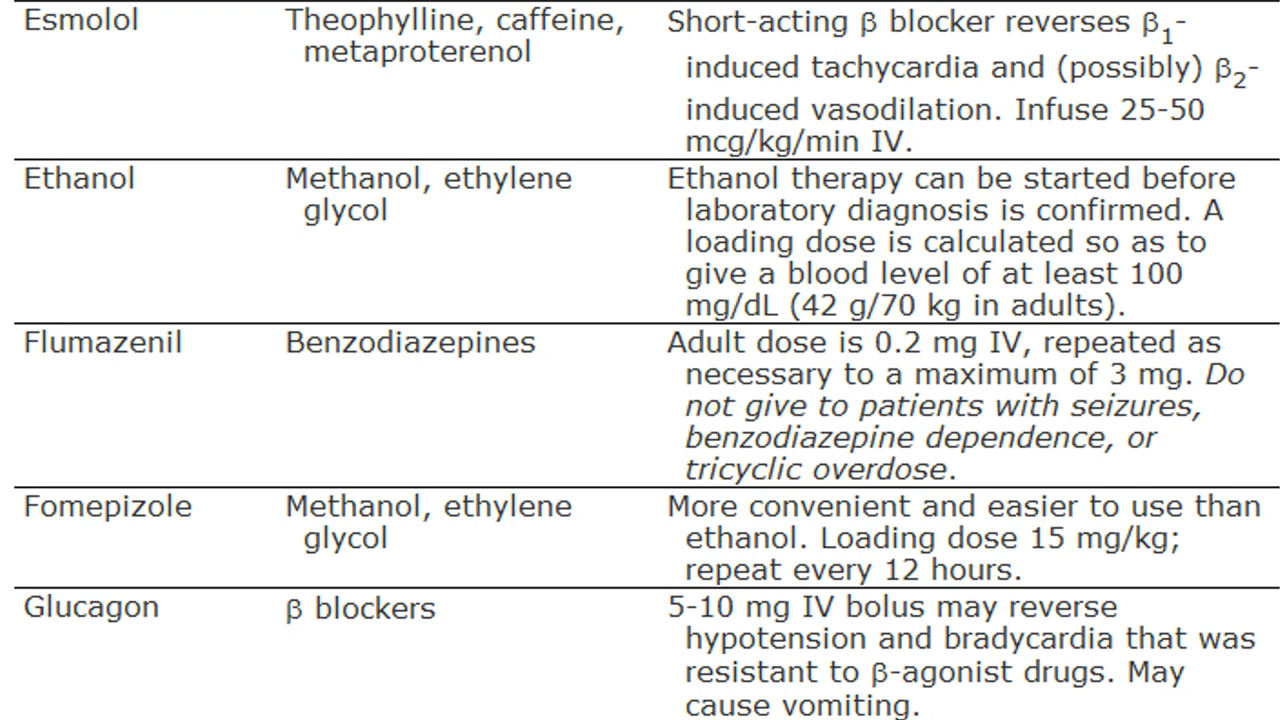 Esmolol
Theophylline, caffeine,
metaproterenol
Short-acting β blocker reverses β1-
induced tachycardia and (possibly) β2-
induced vasodilation. Infuse 25-50
mcg/kg/min IV.
Ethanol
Methanol, ethylene
glycol
Ethanol therapy can be started before
laboratory diagnosis is confirmed. A
loading dose is calculated so as to
give a blood level of at least 100
mg/dL (42 g/70 kg in adults).
Flumazenil
Benzodiazepines
Adult dose is 0.2 mg IV, repeated as
necessary to a maximum of 3 mg. Do
not give to patients with seizures,
benzodiazepine dependence, or
tricyclic overdose.
Fomepizole
Methanol, ethylene
glycol
More convenient and easier to use than
ethanol. Loading dose 15 mg/kg;
repeat every 12 hours.
Glucagon
β blockers
5-10 mg IV bolus may reverse
hypotension and bradycardia that was
resistant to β-agonist drugs. May
cause vomiting.